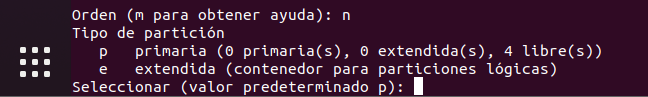 Orden (m para obtener ayuda): n
Tipo de partición
   p   primaria (0 primaria(s), 0 extendida(s), 4 libre(s))
   e   extendida (contenedor para particiones lógicas)
Seleccionar (valor predeterminado p):